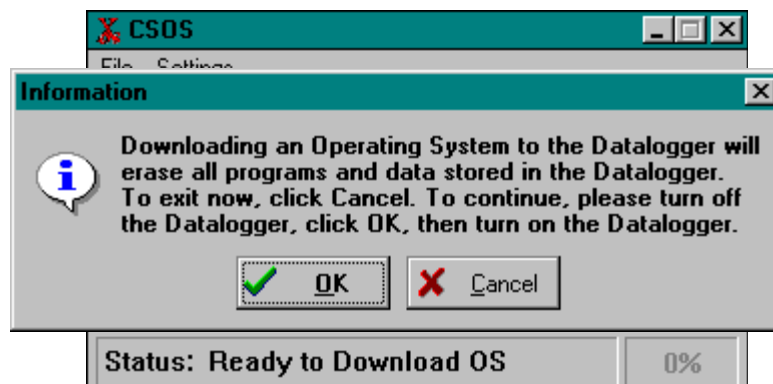 CSOS
File Settings
Information
Downloading an Operating System to the Datalogger will
erase all programs and data stored in the Datalogger.
To exit now, click Cancel. To continue, please turn off
the Datalogger, click OK, then turn on the Datalogger.
OK Cancel
Status: Ready to Download OS 0%